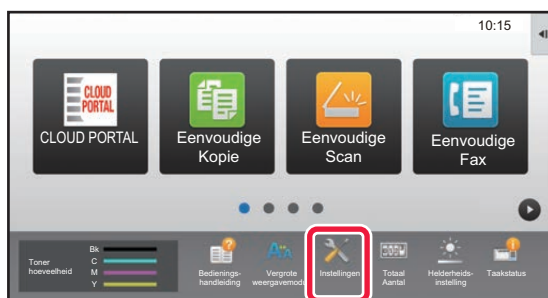 10:15
CLOUD
PORTAL
CLOUD PORTAL
Eenvoudige
Kopie
Eenvoudige
Scan
Eenvoudige
Fax
Toner
hoeveelheid
Bk
C
M
Y
Bedienings-
handleiding
Vergrote
weergavemodus
Instellingen
Totaal
Aantal
Helderheids-
instelling
Taakstatus